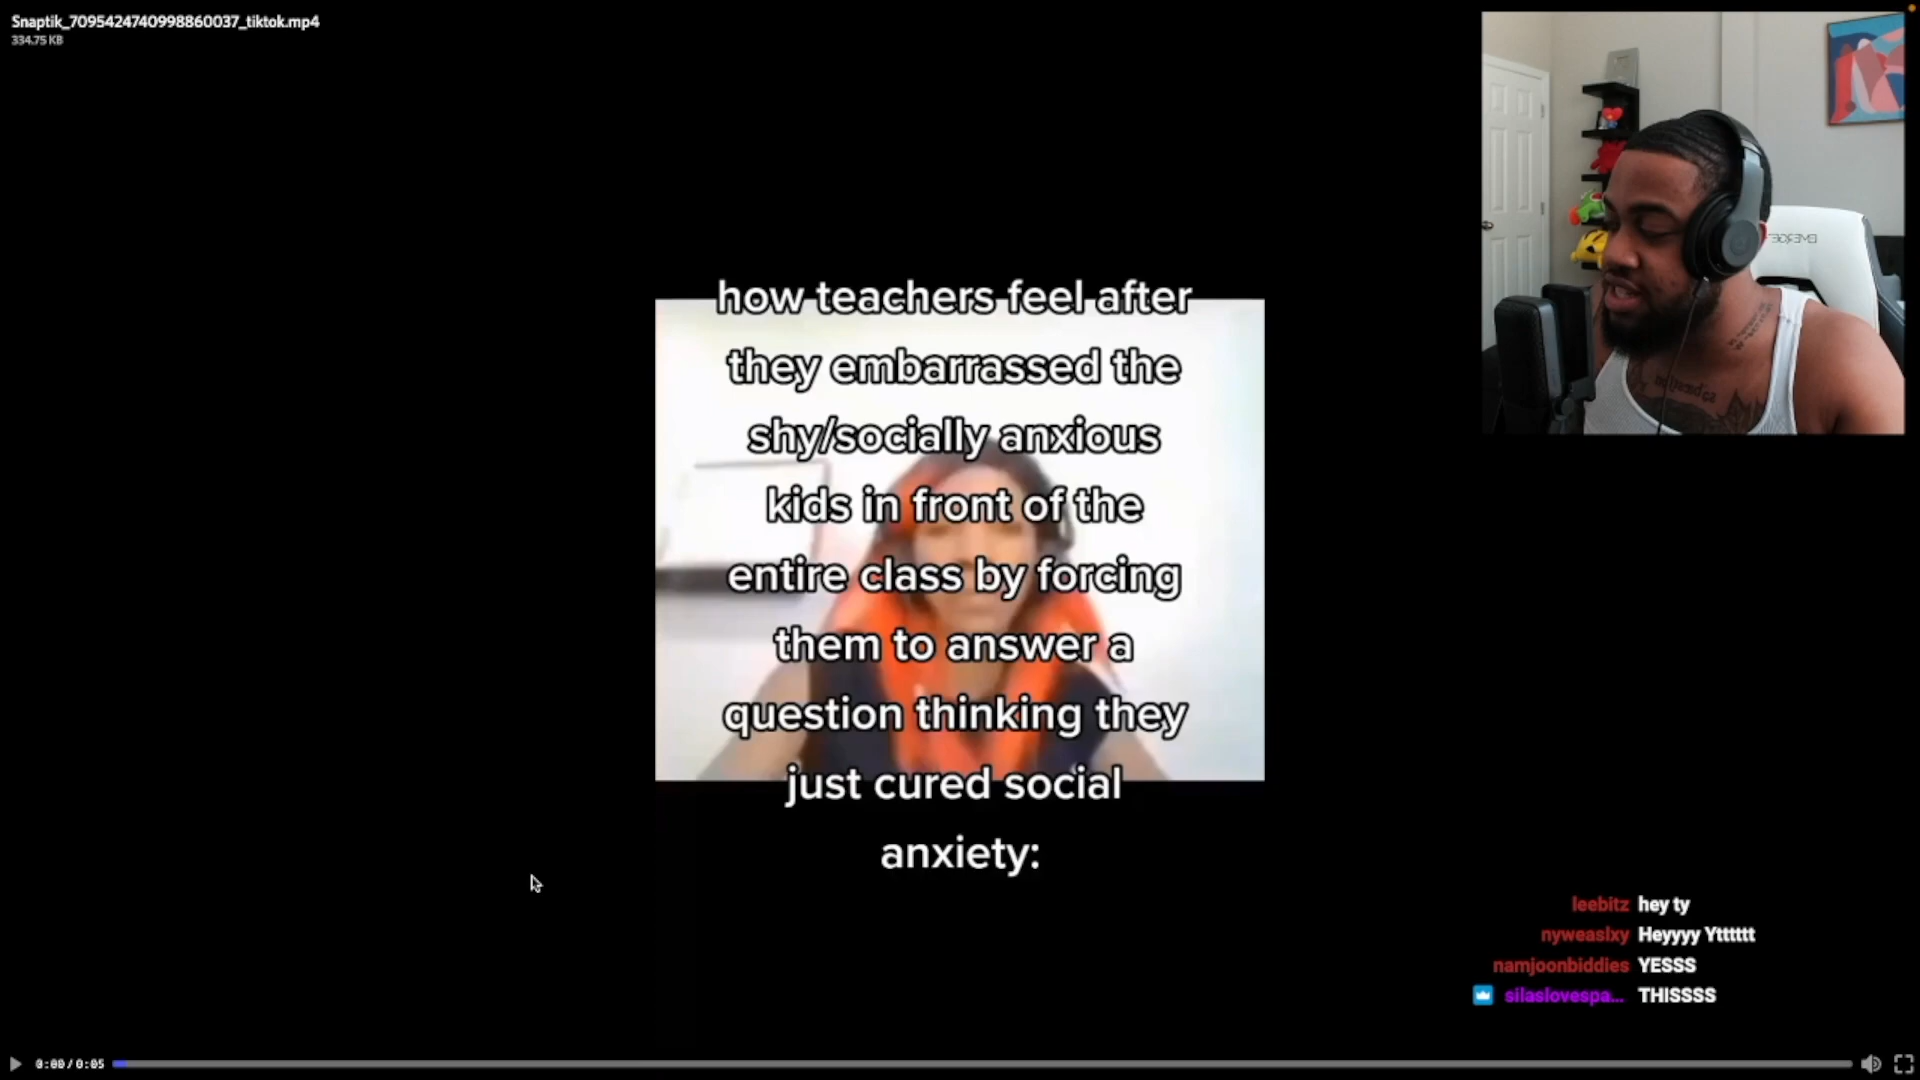 Snaptik_7095424740998860037_tiktok.mp4
334.75 KB
how teachers feel after
they embarrassed the
shy/socially anxious
kids in front of the
entire class by forcing
them to answer a
question thinking they
just cured social
anxiety:
leebitz hey ty
nyweaslxy Heyyyy Ytttttt
namjoonbiddies YESSS
silaslovespa... THISSSS
0:00/0:05